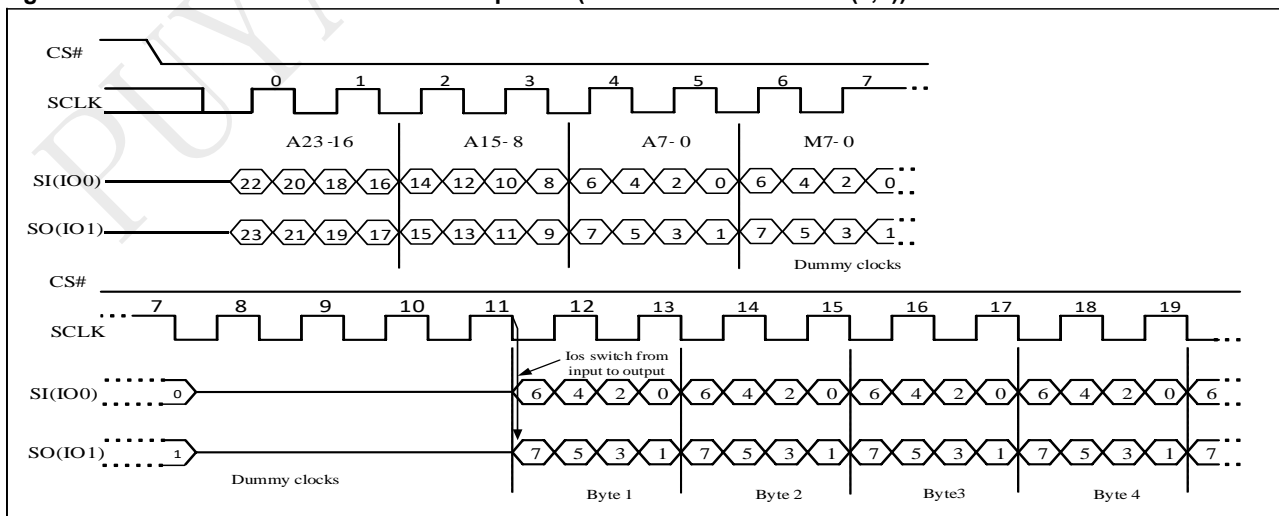 CS#
0 1 2 3 4 5 6 7
SCLK
A23-16 A15-8 A7-0 M7-0
SI(IO0) 22 20 18 16 14 12 10 8 6 4 2 0 6 4 2 0
SO(IO1) 23 21 19 17 15 13 11 9 7 5 3 1 7 5 3 1
Dummy clocks
CS#
7 8 9 10 11 12 13 14 15 16 17 18 19
SCLK
Ios switch from
input to output
SI(IO0) 0 6 4 2 0 6 4 2 0 6 4 2 0 6 4 2 0 6
SO(IO1) 1 7 5 3 1 7 5 3 1 7 5 3 1 7 5 3 1 7
Dummy clocks
Byte 1 Byte 2 Byte3 Byte 4
PUYA